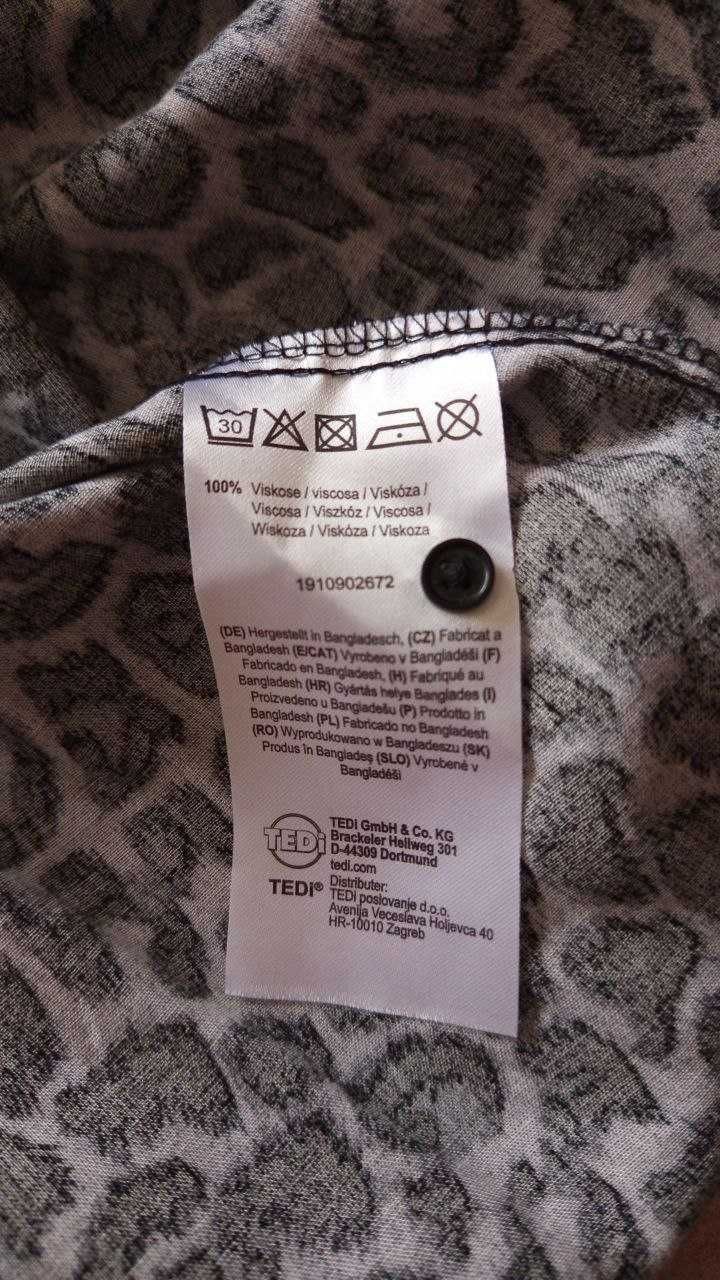 30
100% Viskose / viscosa / Viskóza /
Viscosa / Viszkóz / Viscosa /
Wiskoza / Viskóza / Viskoza
1910902672
(DE) Hergestellt in Bangladesch, (CZ) Fabricat a
Bangladesh (E/CAT) Vyrobeno v Bangladéši (F)
Fabricado en Bangladesh, (H) Fabriqué au
Bangladesh (HR) Gyártás helye Banglades (I)
Proizvedeno u Bangladešu (P) Prodotto in
Bangladesh (PL) Fabricado no Bangladesh
(RO) Wyprodukowano w Bangladeszu (SK)
Produs în Bangladeş (SLO) Vyrobené v
Bangladéši
TEDi
TEDi GmbH & Co. KG
Brackeler Hellweg 301
D-44309 Dortmund
tedi.com
TEDi® Distributer:
TEDi poslovanje d.o.o.
Avenija Veceslava Holjevca 40
HR-10010 Zagreb